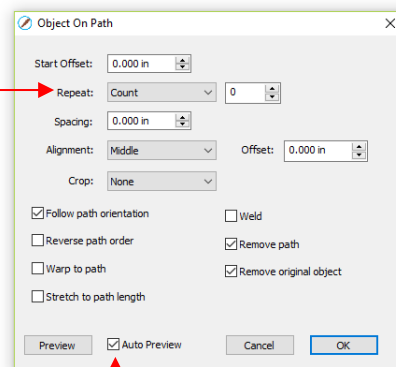 Object On Path
Start Offset: 0.000 in
Repeat: Count 0
Spacing: 0.000 in
Alignment: Middle Offset: 0.000 in
Crop: None
Follow path orientation Weld
Reverse path order Remove path
Warp to path Remove original object
Stretch to path length
Preview Auto Preview Cancel OK